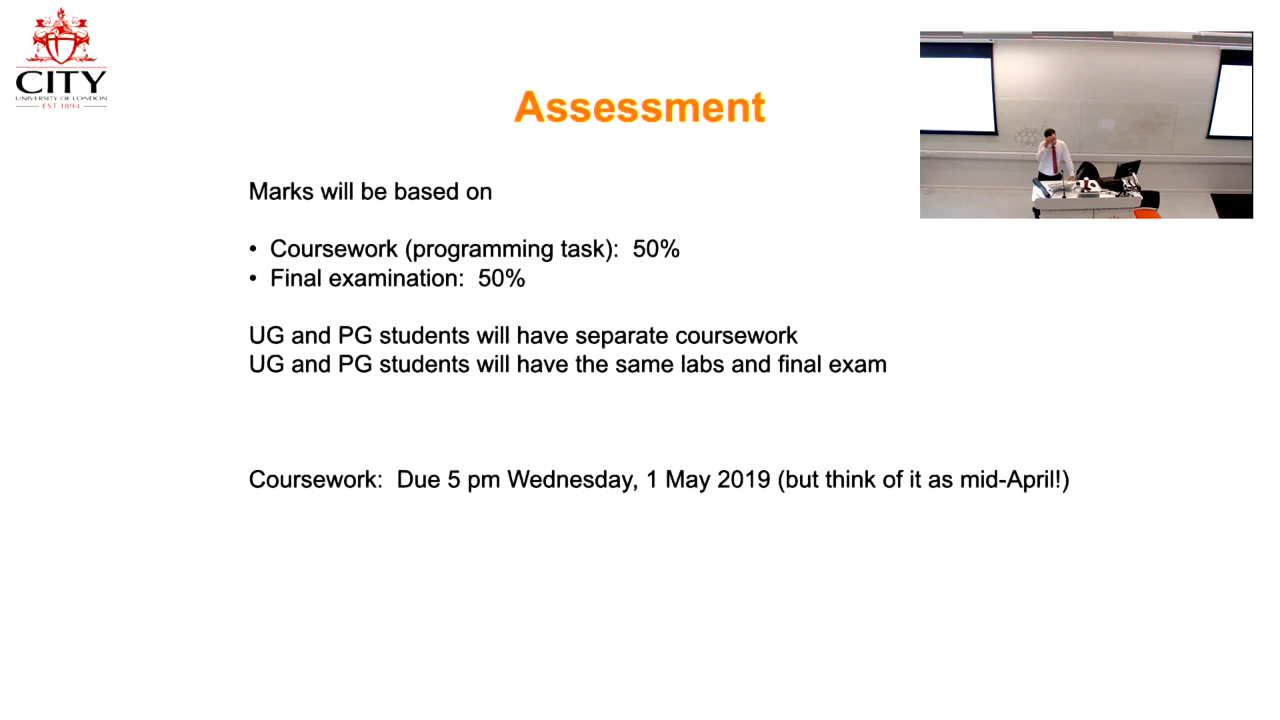 CITY
UNIVERSITY OF LONDON
EST 1894
Assessment
Marks will be based on
• Coursework (programming task): 50%
• Final examination: 50%
UG and PG students will have separate coursework
UG and PG students will have the same labs and final exam
Coursework: Due 5 pm Wednesday, 1 May 2019 (but think of it as mid-April!)